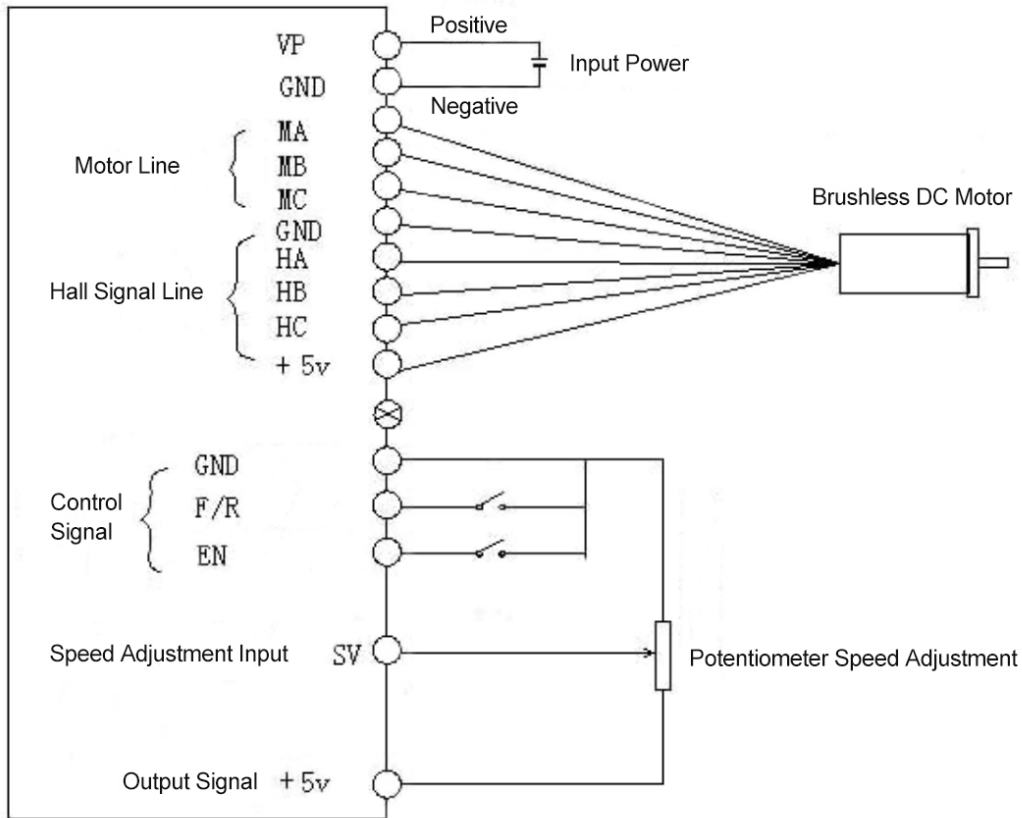 Positive
VP
Input Power
GND
Negative
MA
Motor Line
MB
MC
Brushless DC Motor
GND
HA
Hall Signal Line
HB
HC
+ 5v
GND
Control
Signal
F/R
EN
Speed Adjustment Input
SV
Potentiometer Speed Adjustment
Output Signal
+ 5v